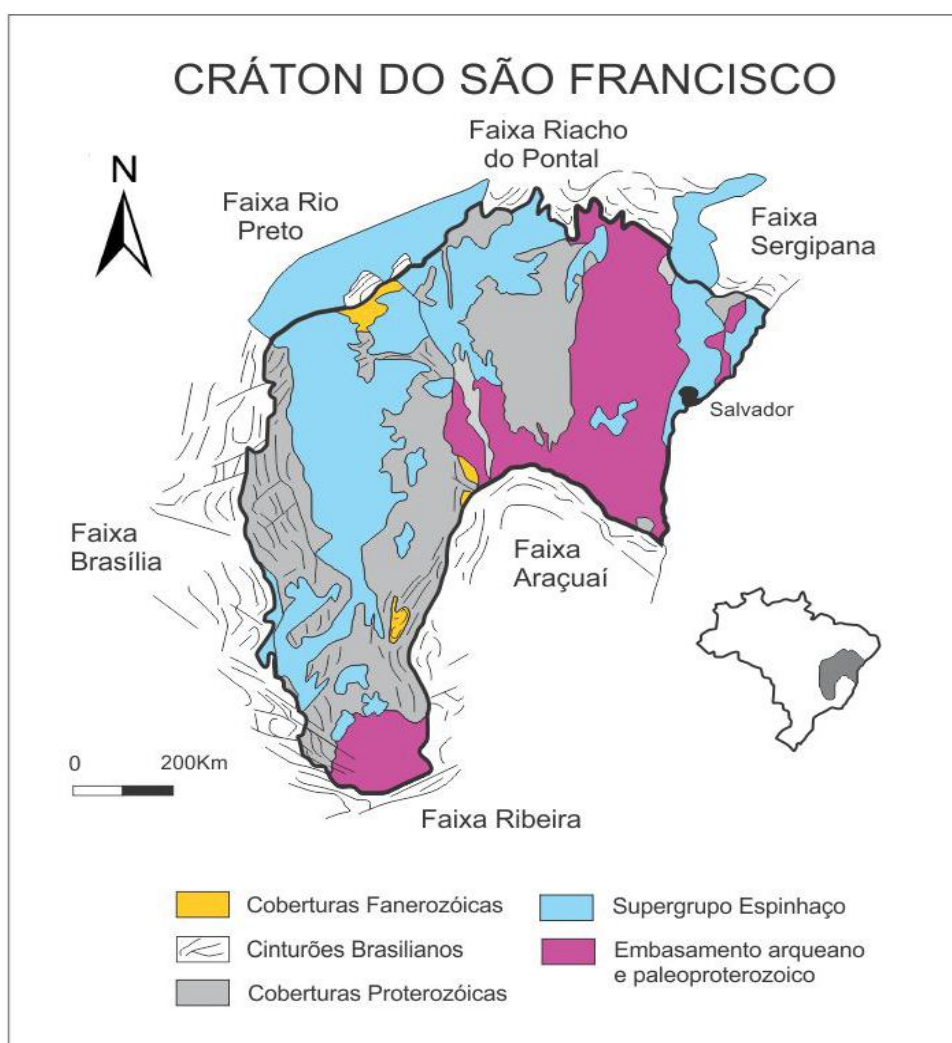 CRÁTON DO SÃO FRANCISCO
Faixa Riacho
do Pontal
N
Faixa Rio
Preto
Faixa
Sergipana
Salvador
Faixa
Brasília
Faixa
Araçuaí
0
200Km
Faixa Ribeira
Coberturas Fanerozóicas
Cinturões Brasilianos
Coberturas Proterozóicas
Supergrupo Espinhaço
Embasamento arqueano
e paleoproterozoico